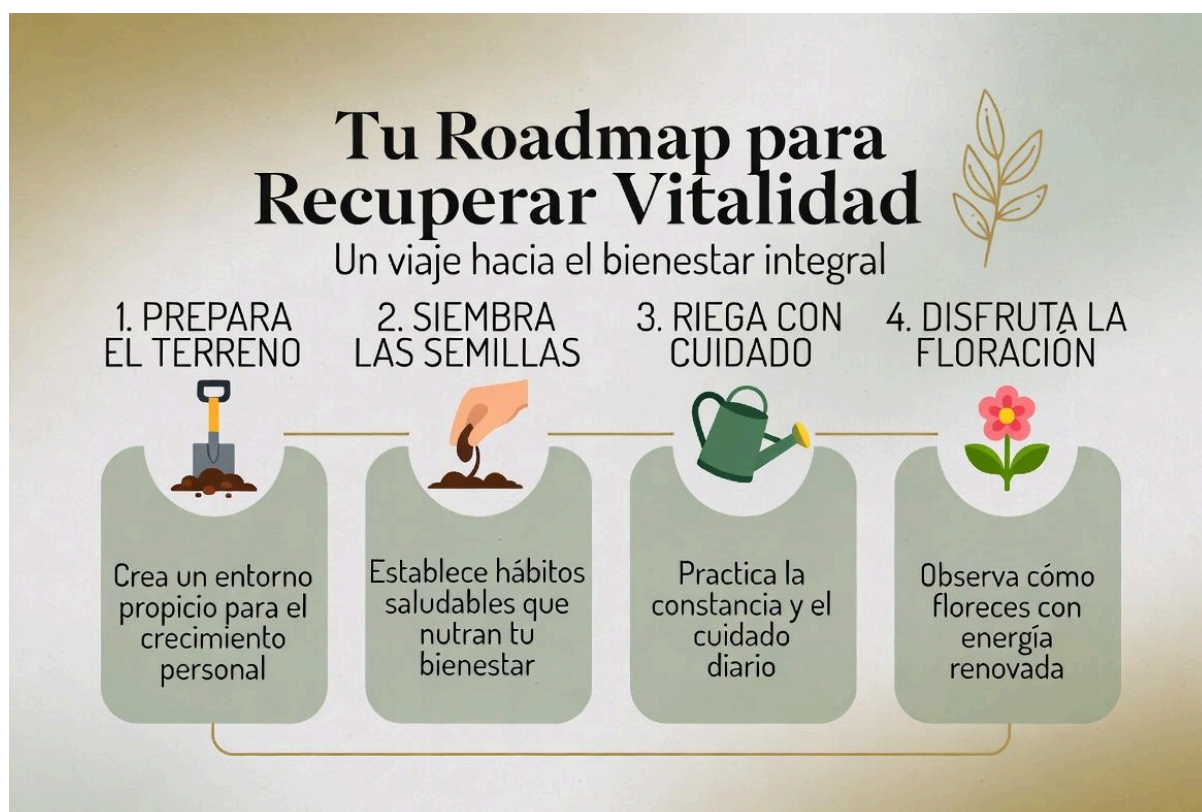 Tu Roadmap para
Recuperar Vitalidad
Un viaje hacia el bienestar integral
1. PREPARA
EL TERRENO
Crea un entorno
propicio para el
crecimiento
personal
2. SIEMBRA
LAS SEMILLAS
Establece hábitos
saludables que
nutran tu
bienestar
3. RIEGA CON
CUIDADO
Practica la
constancia y el
cuidado
diario
4. DISFRUTA LA
FLORACIÓN
Observa cómo
floreces con
energía
renovada